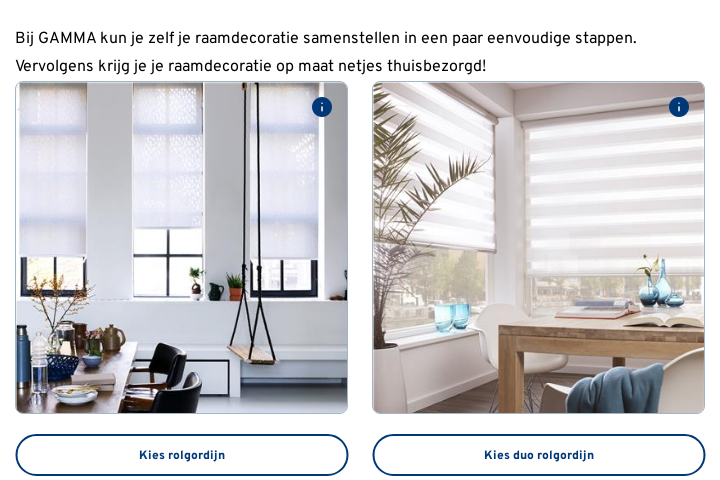 Bij GAMMA kun je zelf je raamdecoratie samenstellen in een paar eenvoudige stappen.
Vervolgens krijg je je raamdecoratie op maat netjes thuisbezorgd!
Kies rolgordijn
Kies duo rolgordijn